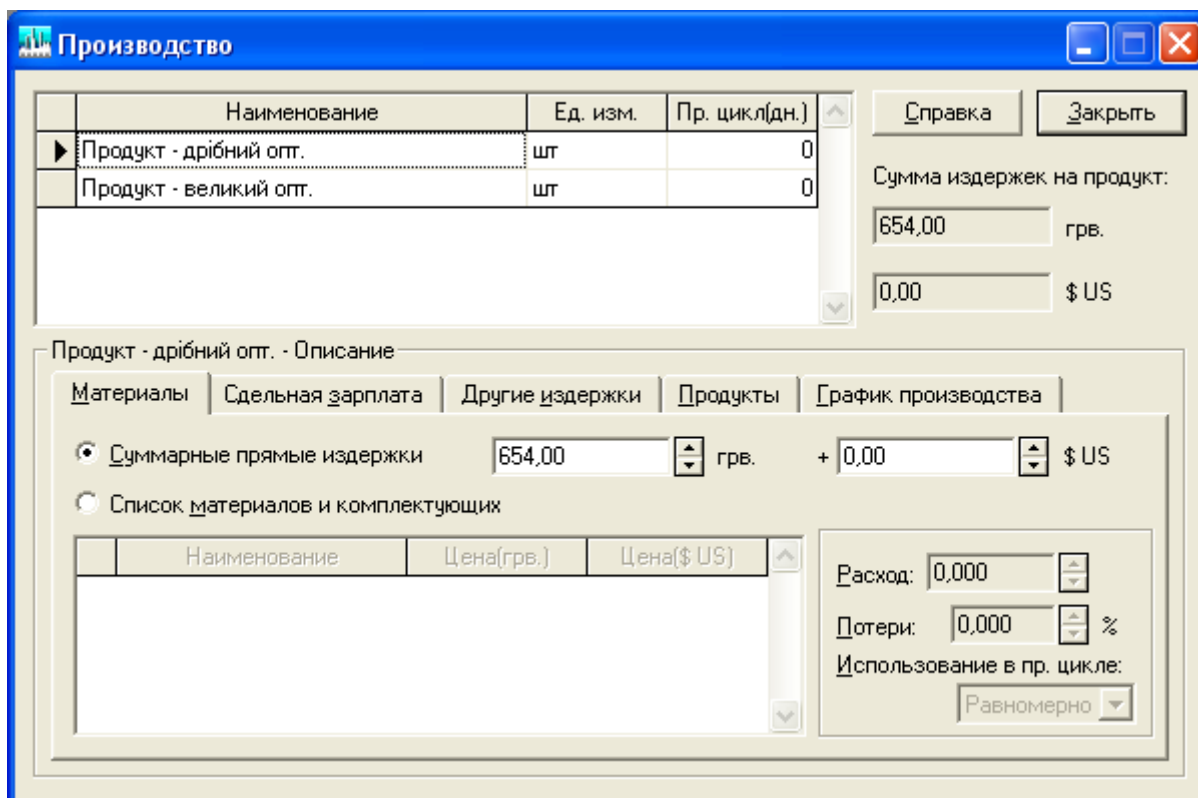 Производство
Наименование Ед. изм. Пр. цикл(дн.)
Продукт - дрібний опт. шт 0
Продукт - великий опт. шт 0
Справка Закрыть
Сумма издержек на продукт:
654,00 грв.
0,00 $ US
Продукт - дрібний опт. - Описание
Материалы Сдельная зарплата Другие издержки Продукты График производства
Суммарные прямые издержки 654,00 грв. + 0,00 $ US
Список материалов и комплектующих
Наименование Цена(грв.) Цена($ US)
Расход: 0,000
Потери: 0,000 %
Использование в пр. цикле:
Равномерно